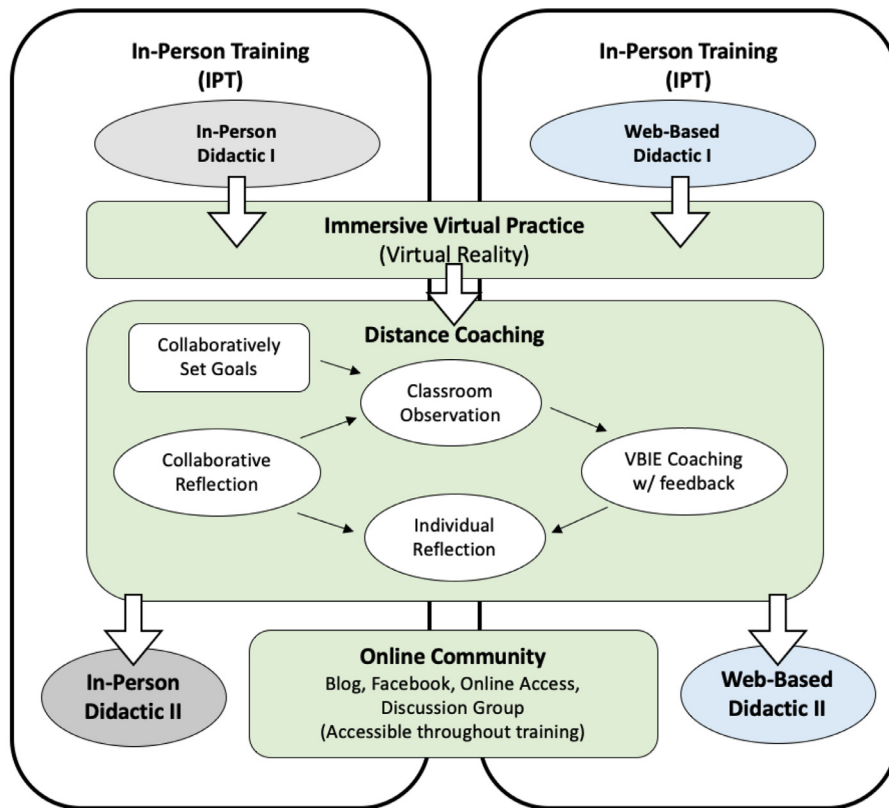 In-Person Training
(IPT)
In-Person
Didactic I
In-Person Training
(IPT)
Web-Based
Didactic I
Immersive Virtual Practice
(Virtual Reality)
Distance Coaching
Collaboratively
Set Goals
Classroom
Observation
Collaborative
Reflection
VBIE Coaching
w/ feedback
Individual
Reflection
In-Person
Didactic II
Online Community
Blog, Facebook, Online Access,
Discussion Group
(Accessible throughout training)
Web-Based
Didactic II